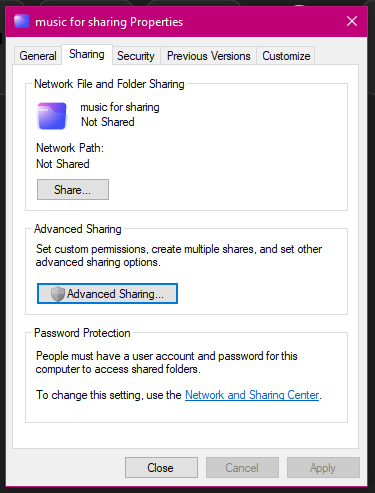 music for sharing Properties
General Sharing Security Previous Versions Customize
Network File and Folder Sharing
music for sharing
Not Shared
Network Path:
Not Shared
Share...
Advanced Sharing
Set custom permissions, create multiple shares, and set other
advanced sharing options.
Advanced Sharing...
Password Protection
People must have a user account and password for this
computer to access shared folders.
To change this setting, use the Network and Sharing Center.
Close Cancel Apply